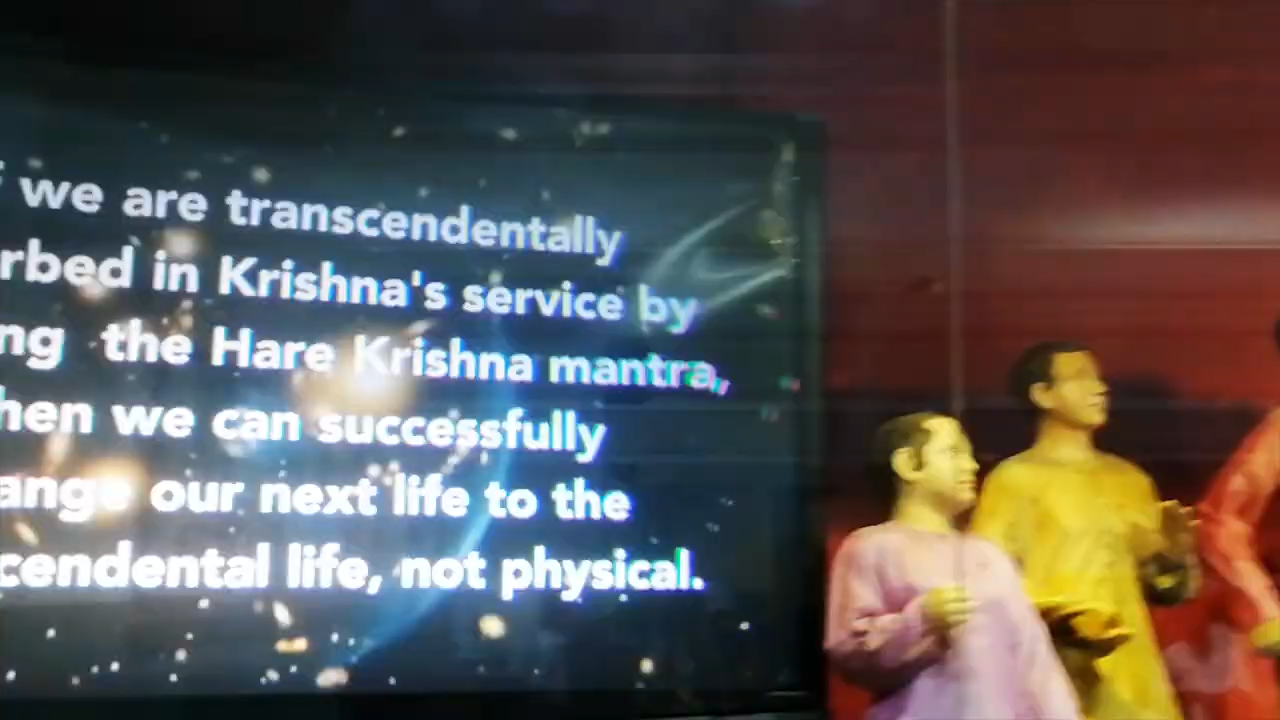 we are transcendentally
rbed in Krishna's service by
ng the Hare Krishna mantra,
hen we can successfully
ange our next life to the
cendental life, not physical.